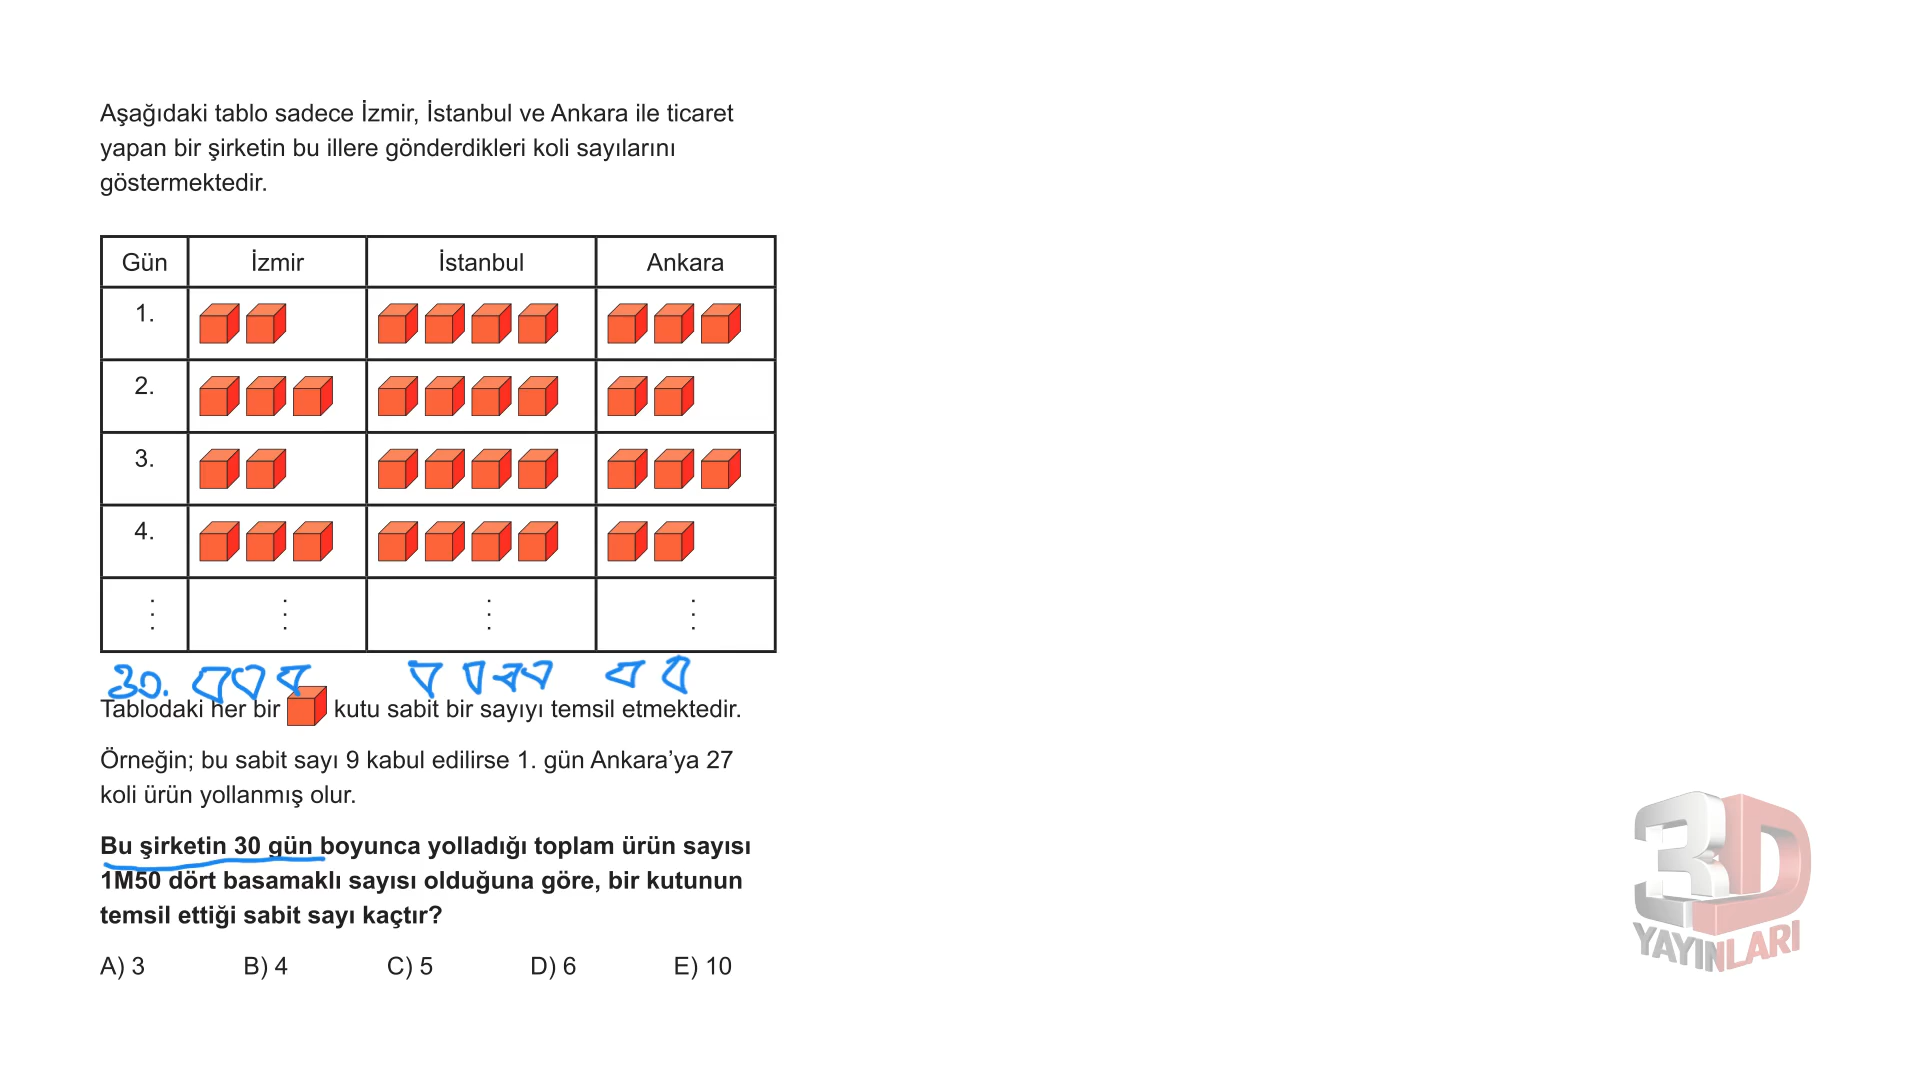 Aşağıdaki tablo sadece İzmir, İstanbul ve Ankara ile ticaret
yapan bir şirketin bu illere gönderdikleri koli sayılarını
göstermektedir.
Gün İzmir İstanbul Ankara
1.
2.
3.
4.
30.
Tablodaki her bir kutu sabit bir sayıyı temsil etmektedir.
Örneğin; bu sabit sayı 9 kabul edilirse 1. gün Ankara’ya 27
koli ürün yollanmış olur.
Bu şirketin 30 gün boyunca yolladığı toplam ürün sayısı
1M50 dört basamaklı sayısı olduğuna göre, bir kutunun
temsil ettiği sabit sayı kaçtır?
A) 3 B) 4 C) 5 D) 6 E) 10
3D
YAYINLARI